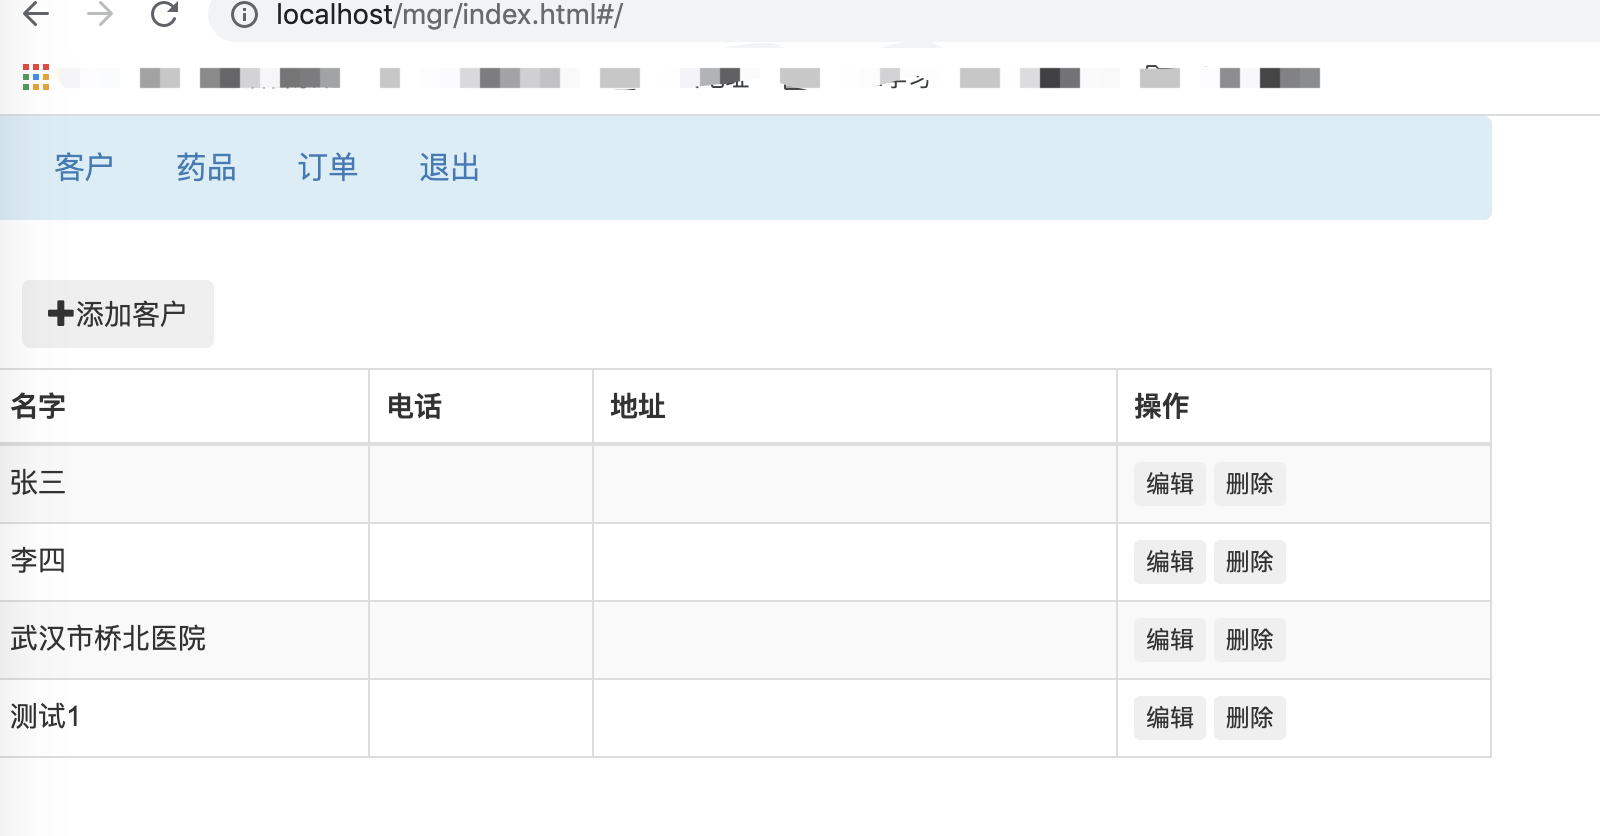 localhost/mgr/index.html#/
客户 药品 订单 退出
添加客户
名字 电话 地址 操作
张三 编辑 删除
李四 编辑 删除
武汉市桥北医院 编辑 删除
测试1 编辑 删除